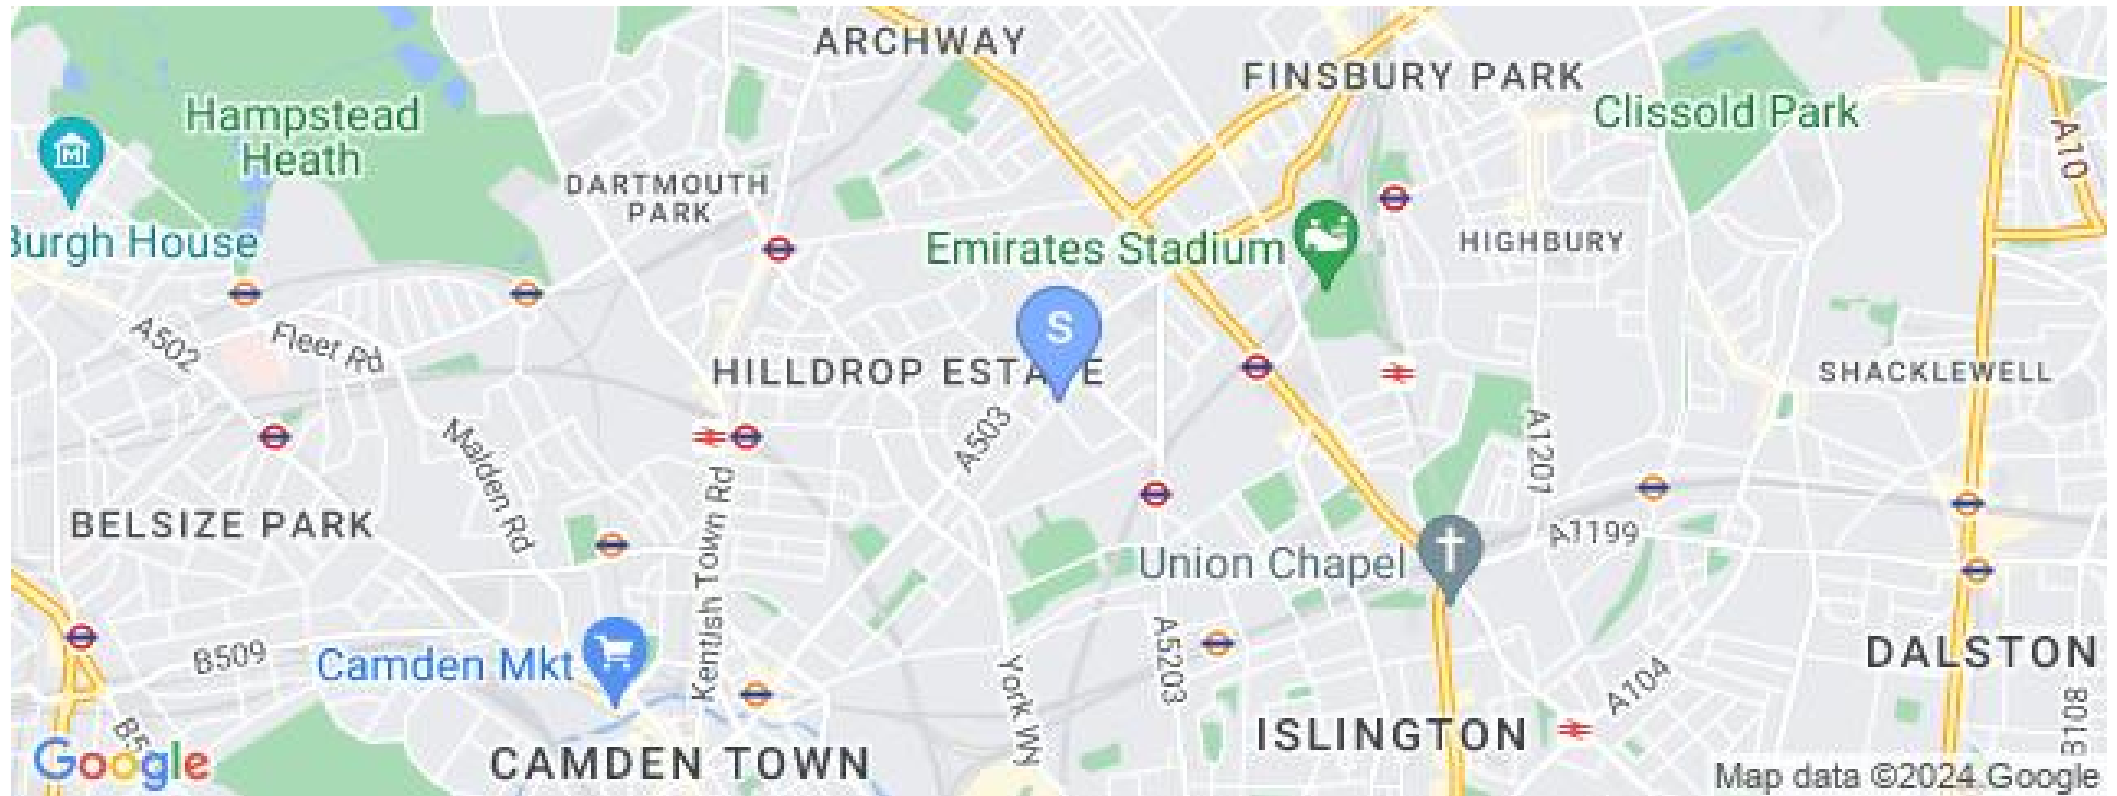 ARCHWAY
FINSBURY PARK
Hampstead
Heath
Clissold Park
A10
M
DARTMOUTH
PARK
Burgh House
Emirates Stadium
HIGHBURY
S
A502
Fleet Rd
HILLDROP ESTATE
SHACKLEWELL
A503
Malden Rd
A1201
BELSIZE PARK
Kentish Town Rd
A1199
Union Chapel
B509
Camden Mkt
A5203
York Wy
DALSTON
A104
B108
ISLINGTON
Google
CAMDEN TOWN
Map data ©2024 Google